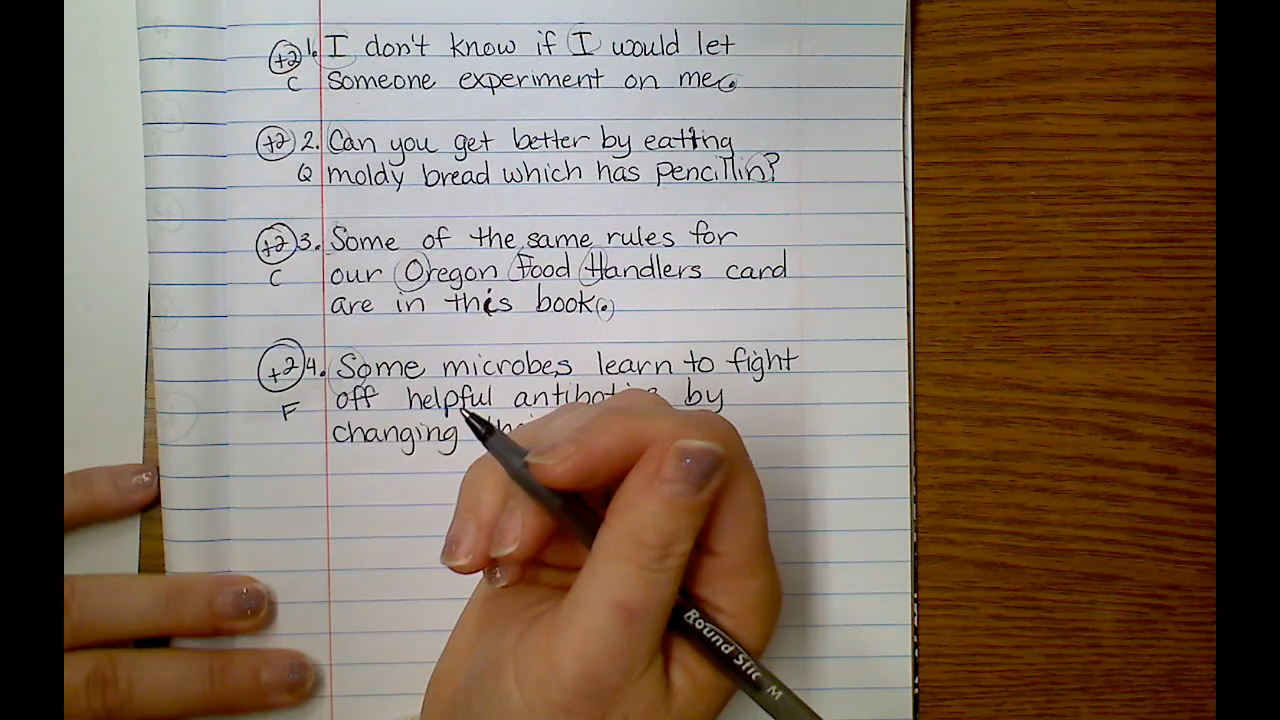 +2 1. I don't know if I would let
C someone experiment on me.
+2 2. Can you get better by eatting
Q moldy bread which has pencillin?
+2 3. Some of the same rules for
C our Oregon Food Handlers card
are in this book.
+2 4. Some microbes learn to fight
F off helpful by
changing
Round Stic M